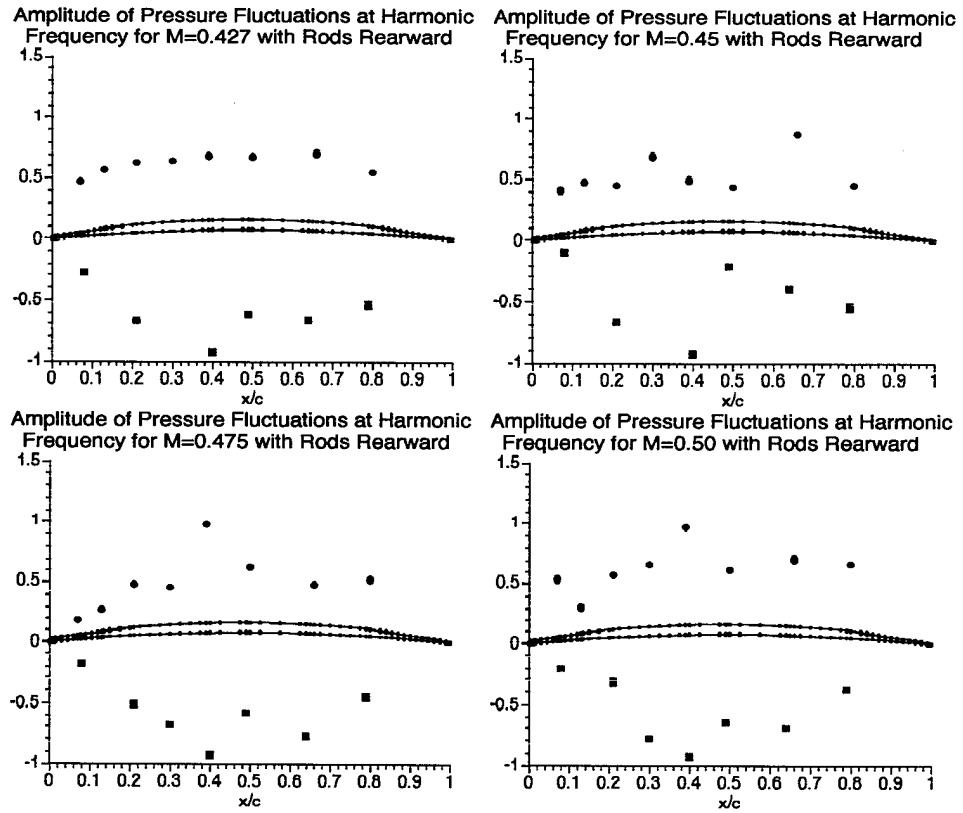 Amplitude of Pressure Fluctuations at Harmonic
Frequency for M=0.427 with Rods Rearward
1.5
1
0.5
0
-0.5
-1
0 0.1 0.2 0.3 0.4 0.5 0.6 0.7 0.8 0.9 1
x/c
Amplitude of Pressure Fluctuations at Harmonic
Frequency for M=0.45 with Rods Rearward
1.5
1
0.5
0
-0.5
-1
0 0.1 0.2 0.3 0.4 0.5 0.6 0.7 0.8 0.9 1
x/c
Amplitude of Pressure Fluctuations at Harmonic
Frequency for M=0.475 with Rods Rearward
1.5
1
0.5
0
-0.5
-1
0 0.1 0.2 0.3 0.4 0.5 0.6 0.7 0.8 0.9 1
x/c
Amplitude of Pressure Fluctuations at Harmonic
Frequency for M=0.50 with Rods Rearward
1.5
1
0.5
0
-0.5
-1
0 0.1 0.2 0.3 0.4 0.5 0.6 0.7 0.8 0.9 1
x/c